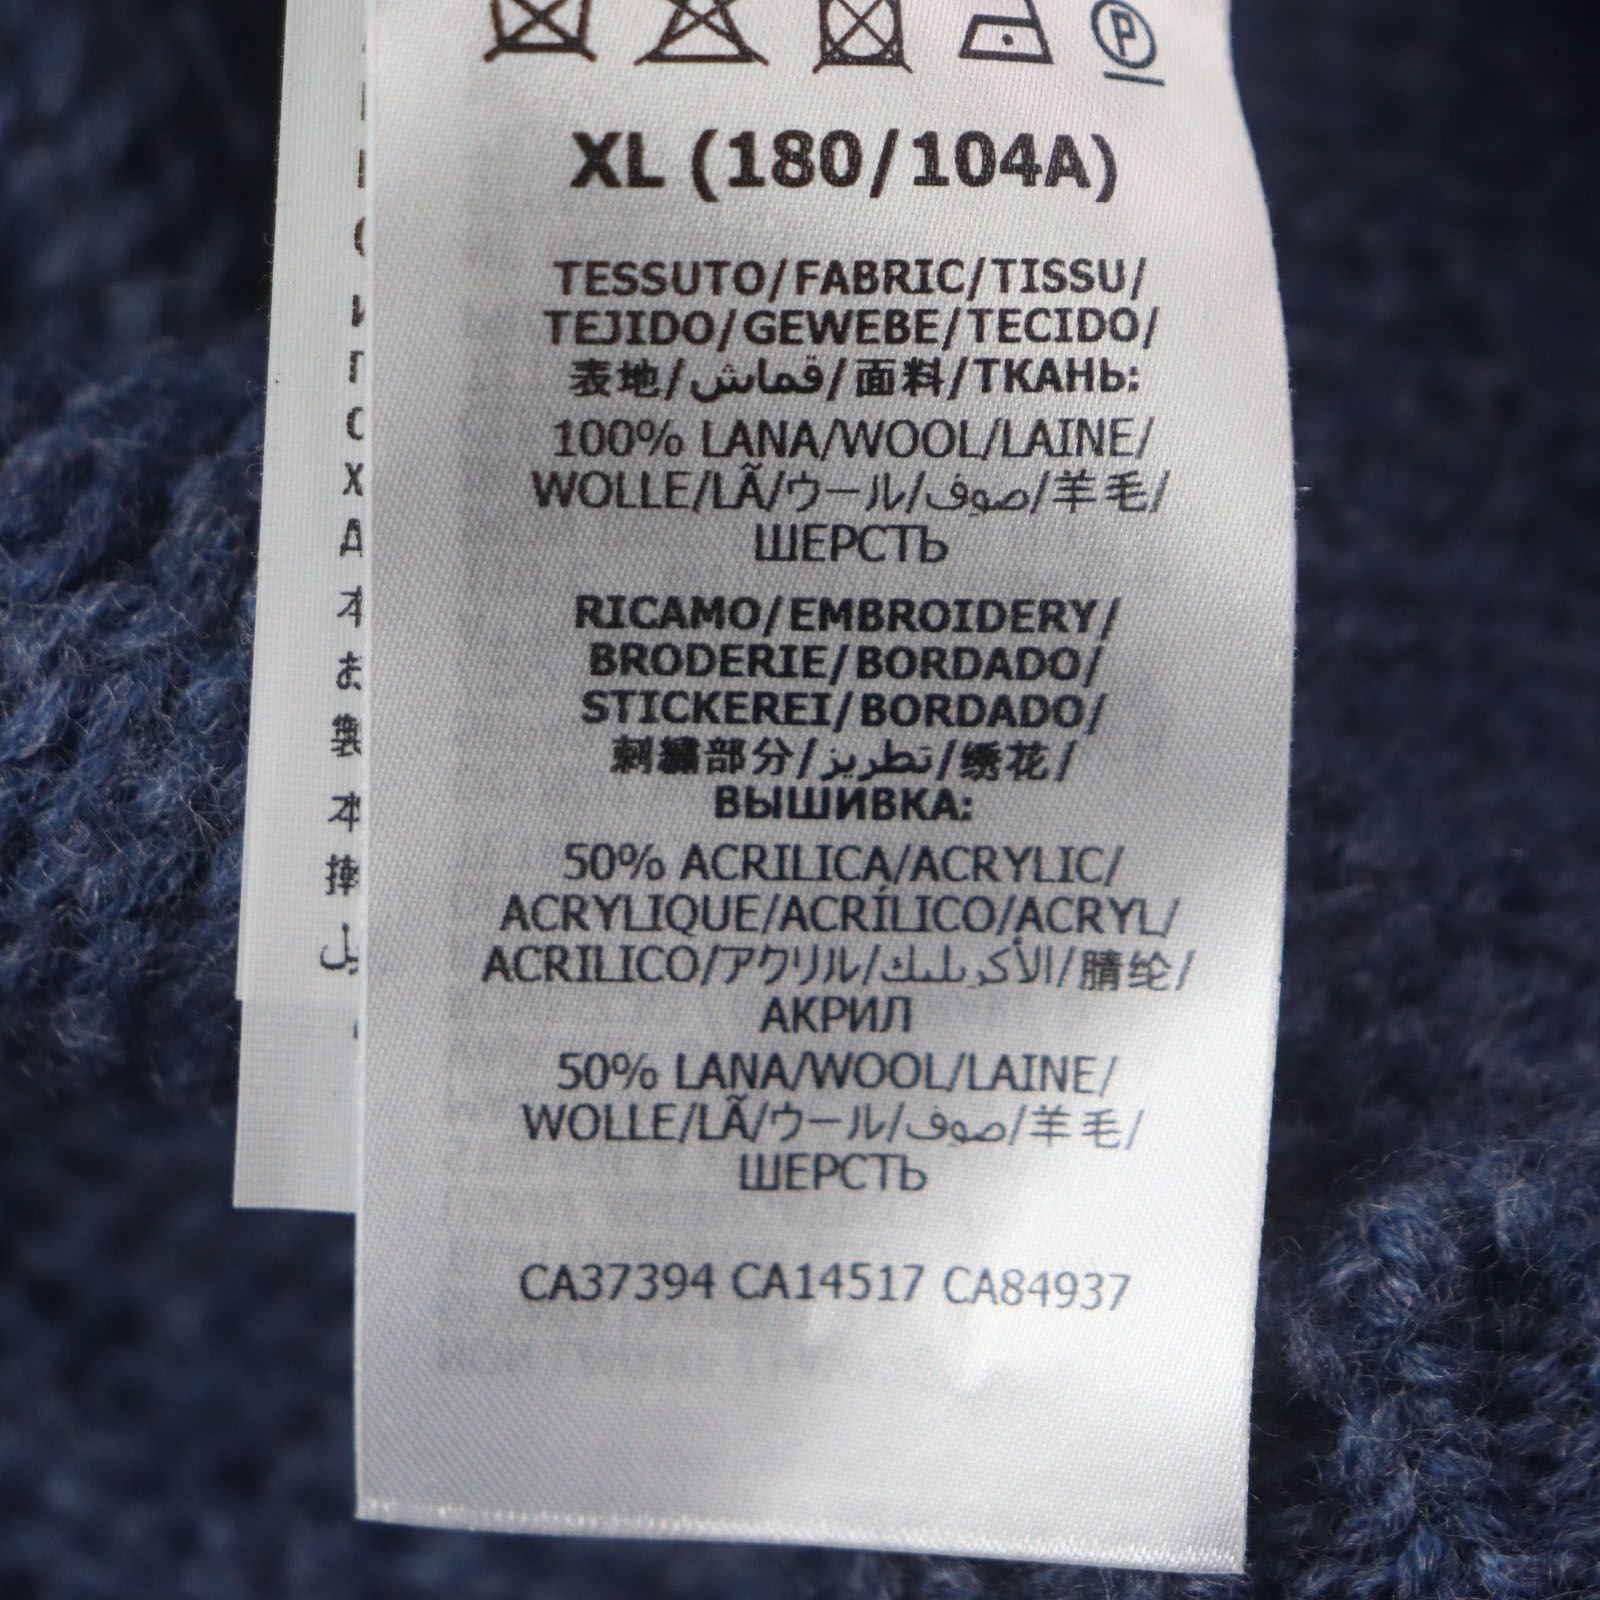 P
XL (180/104A)
TESSUTO/FABRIC/TISSU/
TEJIDO/GEWEBE/TECIDO/
表地/قماش/面料/ТКАНЬ:
100% LANA/WOOL/LAINE/
WOLLE/LÃ/ウール/صوف/羊毛/
ШЕРСТЬ
RICAMO/EMBROIDERY/
BRODERIE/BORDADO/
STICKEREI/BORDADO/
刺繍部分/تطريز/绣花/
ВЫШИВКА:
50% ACRILICA/ACRYLIC/
ACRYLIQUE/ACRÍLICO/ACRYL/
ACRILICO/アクリル/الأكريليك/腈纶/
АКРИЛ
50% LANA/WOOL/LAINE/
WOLLE/LÃ/ウール/صوف/羊毛/
ШЕРСТЬ
CA37394 CA14517 CA84937